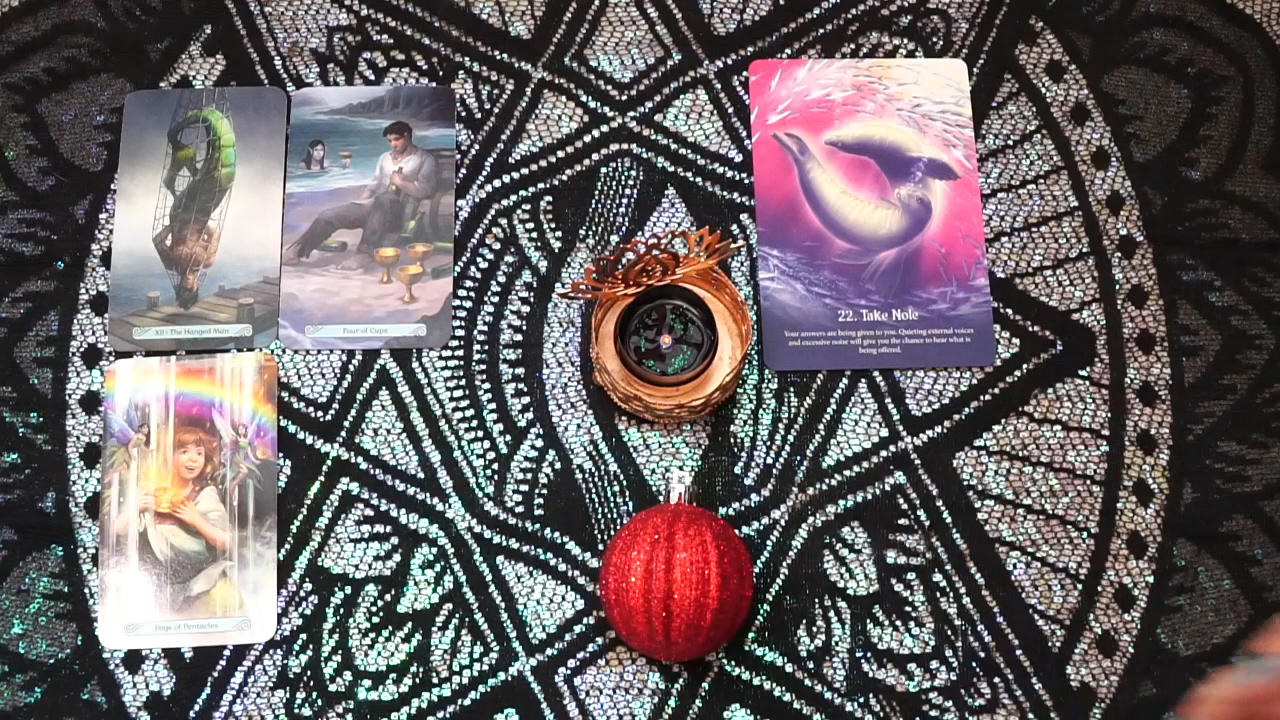 XII - The Hanged Man
Four of Cups
Page of Pentacles
22. Take Note
Your answers are being given to you. Quieting external voices
and excessive noise will give you the chance to hear what is
being offered.